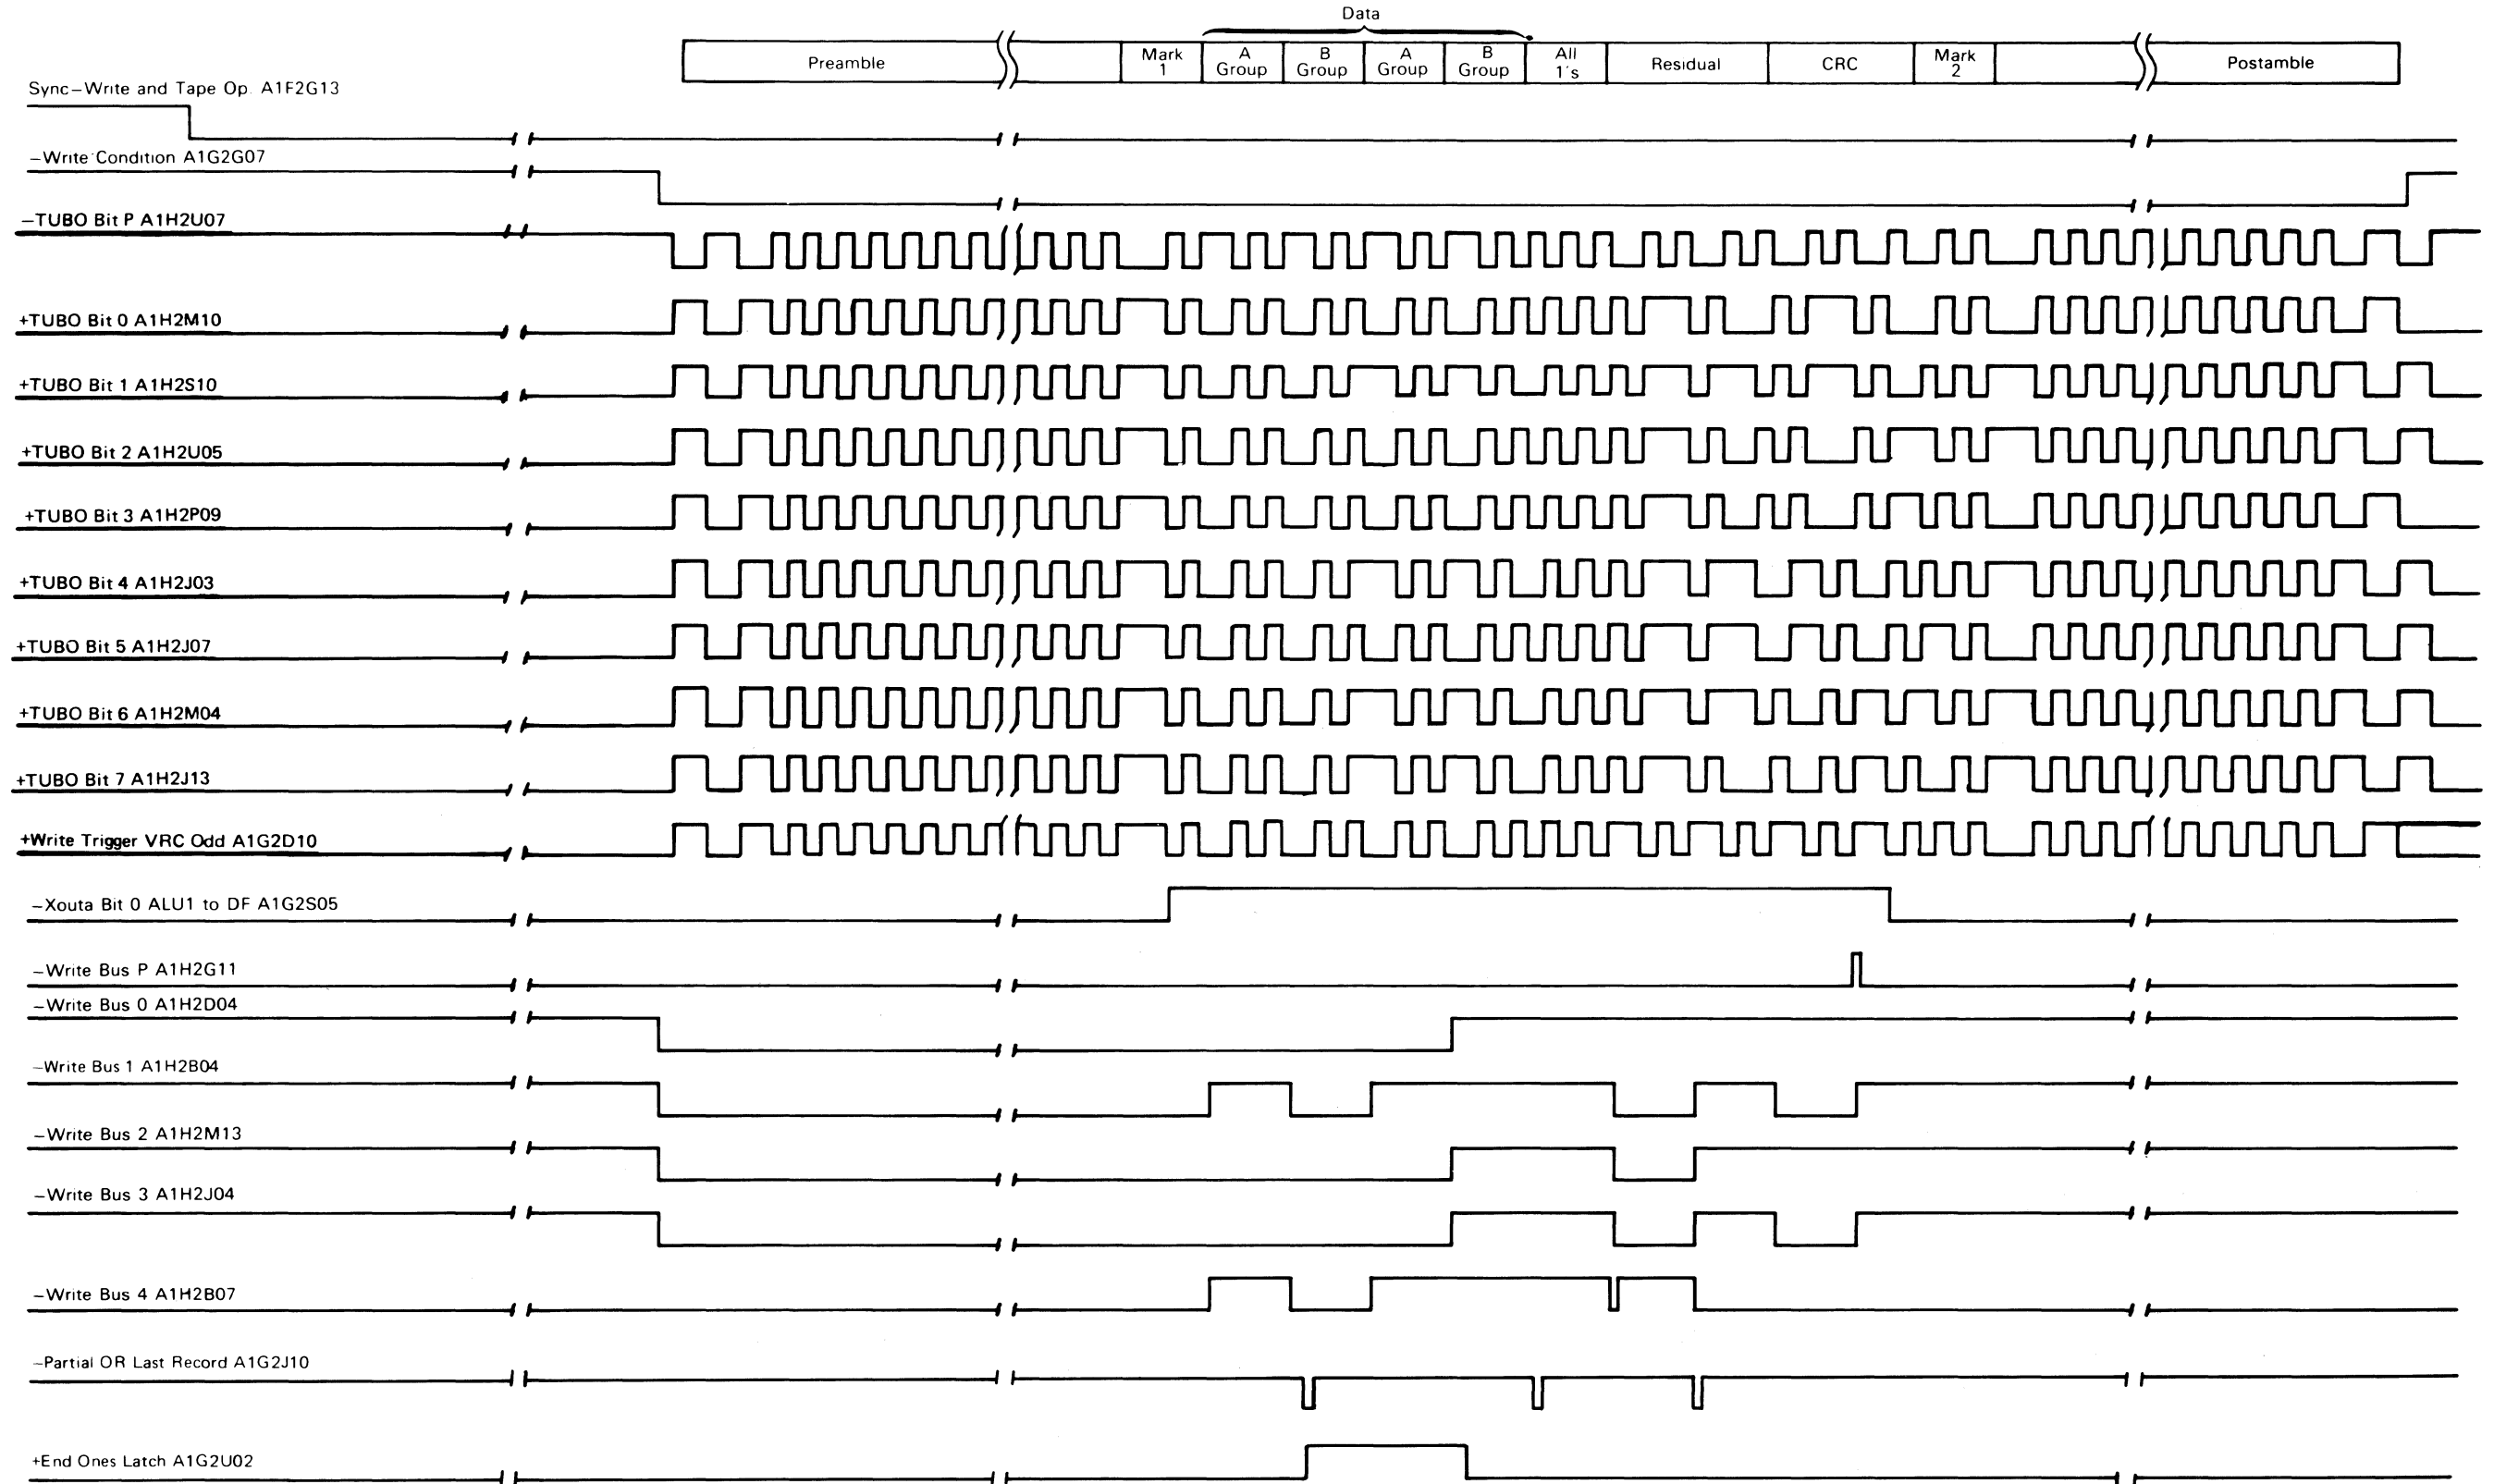 Data
Preamble
Mark
1
A
Group
B
Group
A
Group
B
Group
All
1's
Residual
CRC
Mark
2
Postamble
Sync–Write and Tape Op. A1F2G13
–Write Condition A1G2G07
–TUBO Bit P A1H2U07
+TUBO Bit 0 A1H2M10
+TUBO Bit 1 A1H2S10
+TUBO Bit 2 A1H2U05
+TUBO Bit 3 A1H2P09
+TUBO Bit 4 A1H2J03
+TUBO Bit 5 A1H2J07
+TUBO Bit 6 A1H2M04
+TUBO Bit 7 A1H2J13
+Write Trigger VRC Odd A1G2D10
–Xouta Bit 0 ALU1 to DF A1G2S05
–Write Bus P A1H2G11
–Write Bus 0 A1H2D04
–Write Bus 1 A1H2B04
–Write Bus 2 A1H2M13
–Write Bus 3 A1H2J04
–Write Bus 4 A1H2B07
–Partial OR Last Record A1G2J10
+End Ones Latch A1G2U02